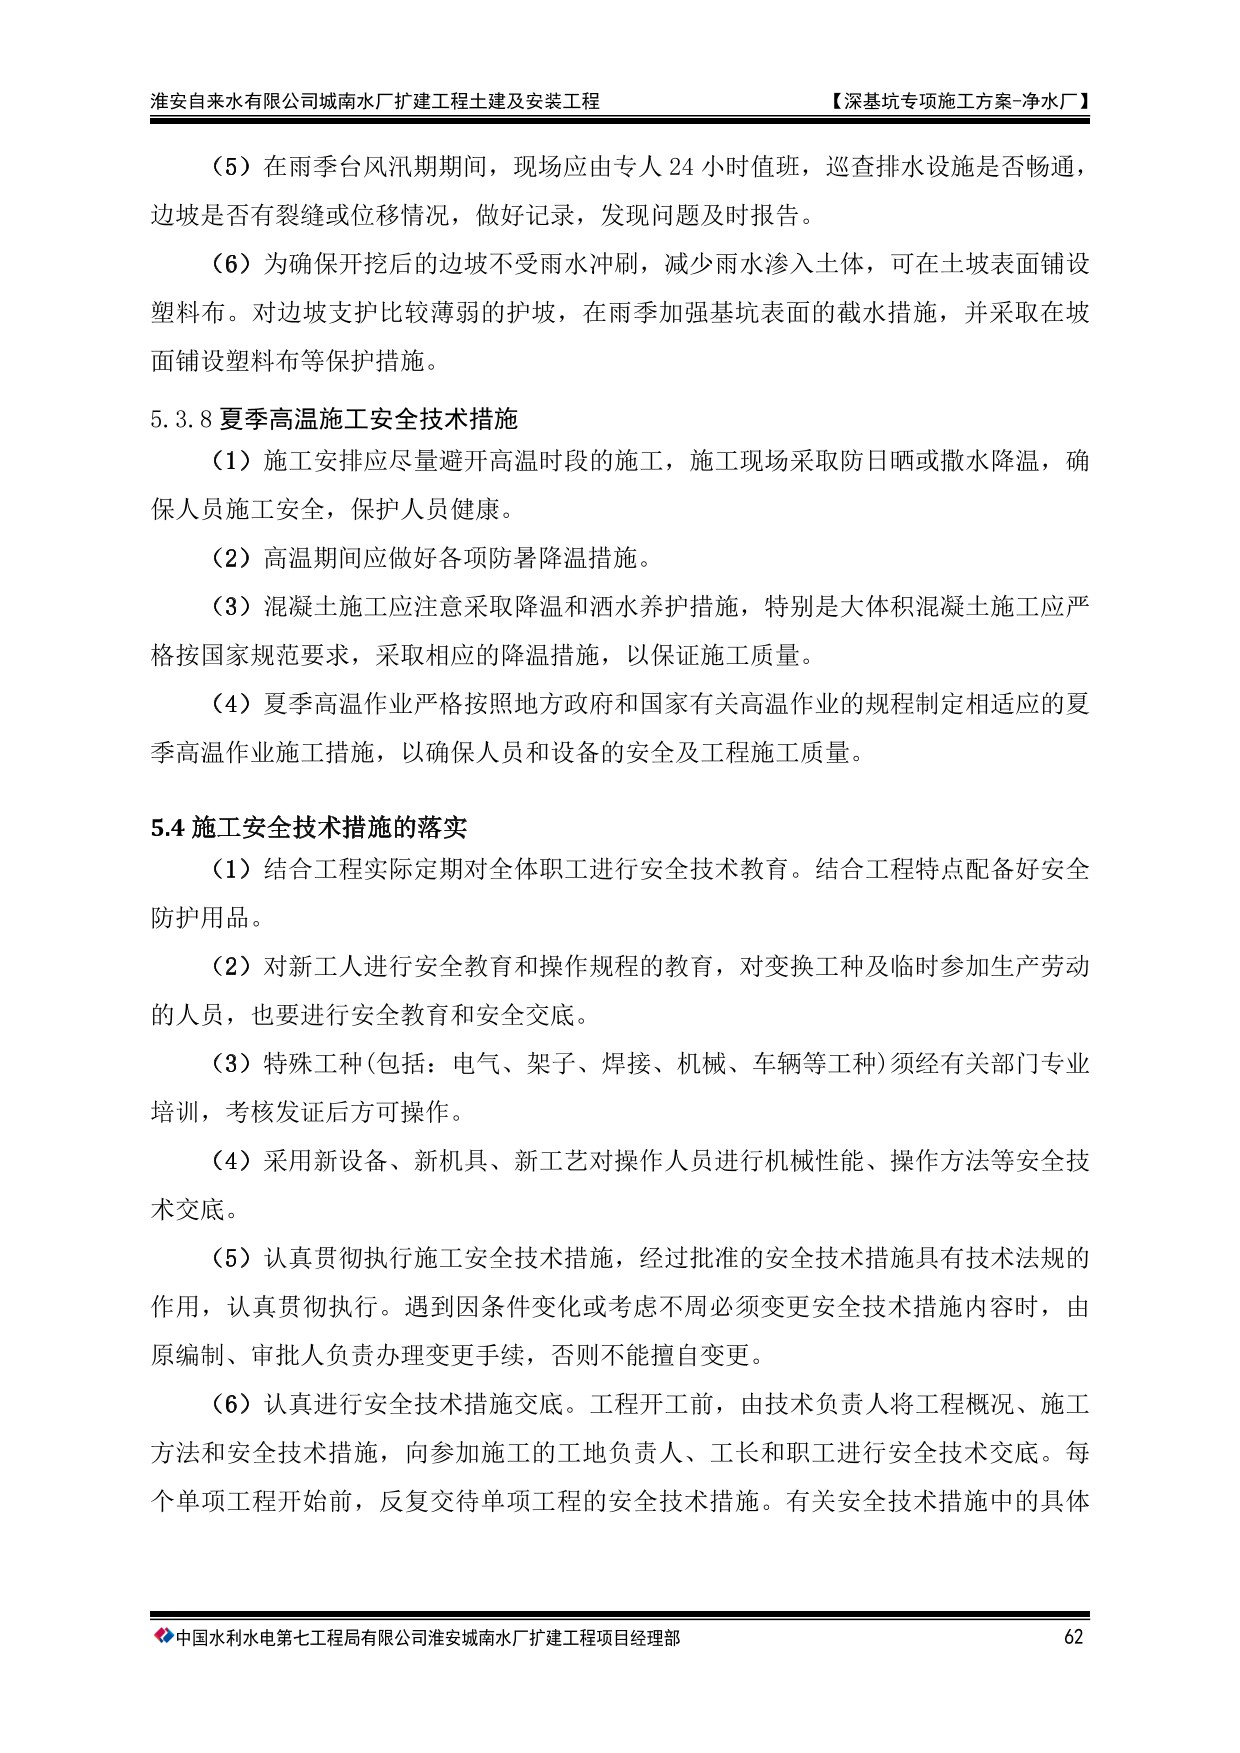 淮安自来水有限公司城南水厂扩建工程土建及安装工程 【深基坑专项施工方案-净水厂】
（5）在雨季台风汛期期间，现场应由专人 24 小时值班，巡查排水设施是否畅通，
边坡是否有裂缝或位移情况，做好记录，发现问题及时报告。
（6）为确保开挖后的边坡不受雨水冲刷，减少雨水渗入土体，可在土坡表面铺设
塑料布。对边坡支护比较薄弱的护坡，在雨季加强基坑表面的截水措施，并采取在坡
面铺设塑料布等保护措施。
5.3.8 夏季高温施工安全技术措施
（1）施工安排应尽量避开高温时段的施工，施工现场采取防日晒或撒水降温，确
保人员施工安全，保护人员健康。
（2）高温期间应做好各项防暑降温措施。
（3）混凝土施工应注意采取降温和洒水养护措施，特别是大体积混凝土施工应严
格按国家规范要求，采取相应的降温措施，以保证施工质量。
（4）夏季高温作业严格按照地方政府和国家有关高温作业的规程制定相适应的夏
季高温作业施工措施，以确保人员和设备的安全及工程施工质量。
5.4 施工安全技术措施的落实
（1）结合工程实际定期对全体职工进行安全技术教育。结合工程特点配备好安全
防护用品。
（2）对新工人进行安全教育和操作规程的教育，对变换工种及临时参加生产劳动
的人员，也要进行安全教育和安全交底。
（3）特殊工种(包括：电气、架子、焊接、机械、车辆等工种)须经有关部门专业
培训，考核发证后方可操作。
（4）采用新设备、新机具、新工艺对操作人员进行机械性能、操作方法等安全技
术交底。
（5）认真贯彻执行施工安全技术措施，经过批准的安全技术措施具有技术法规的
作用，认真贯彻执行。遇到因条件变化或考虑不周必须变更安全技术措施内容时，由
原编制、审批人负责办理变更手续，否则不能擅自变更。
（6）认真进行安全技术措施交底。工程开工前，由技术负责人将工程概况、施工
方法和安全技术措施，向参加施工的工地负责人、工长和职工进行安全技术交底。每
个单项工程开始前，反复交待单项工程的安全技术措施。有关安全技术措施中的具体
中国水利水电第七工程局有限公司淮安城南水厂扩建工程项目经理部 62